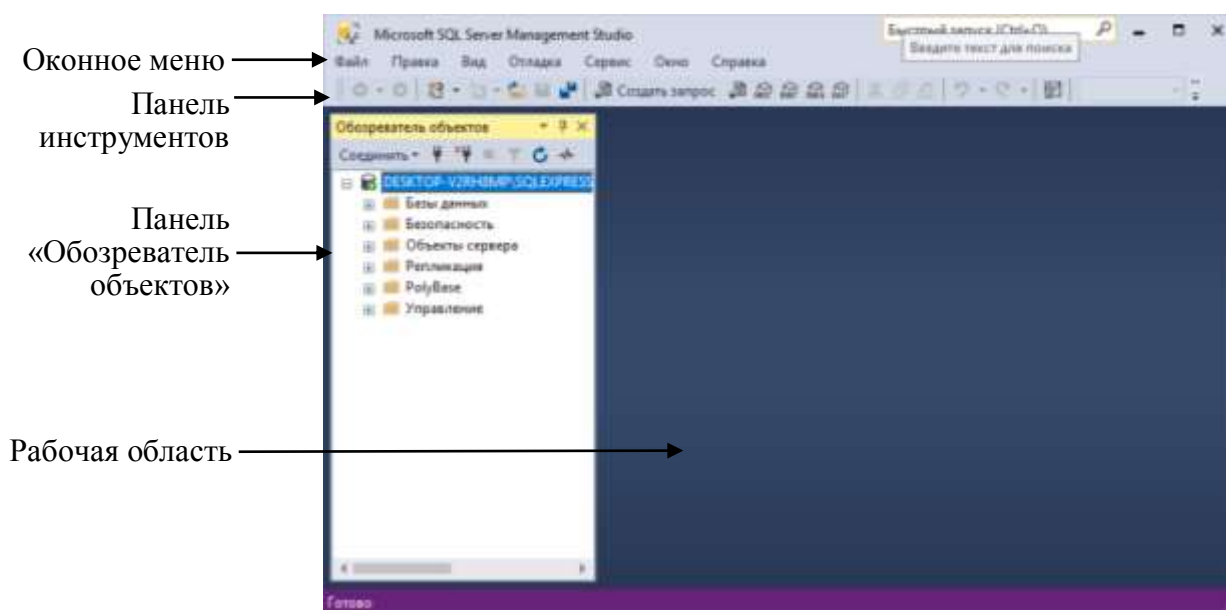 Microsoft SQL Server Management Studio
Быстрый запуск (Ctrl+Q)
Введите текст для поиска
Оконное меню
Файл Правка Вид Отладка Сервис Окно Справка
Панель
инструментов
Создать запрос
Обозреватель объектов
Соединить
DESKTOP-V2RH8MP\SQLEXPRESS
Базы данных
Безопасность
Объекты сервера
Репликация
PolyBase
Управление
Панель
«Обозреватель
объектов»
Рабочая область
Готово